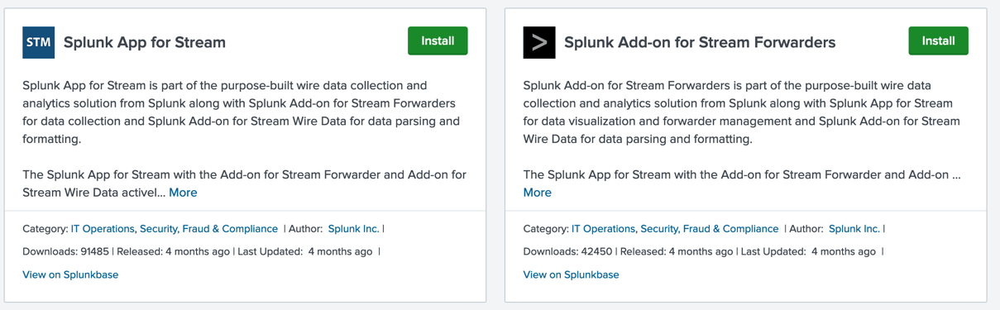 STM Splunk App for Stream Install
Splunk App for Stream is part of the purpose-built wire data collection and
analytics solution from Splunk along with Splunk Add-on for Stream Forwarders
for data collection and Splunk Add-on for Stream Wire Data for data parsing and
formatting.
The Splunk App for Stream with the Add-on for Stream Forwarder and Add-on for
Stream Wire Data activel... More
Category: IT Operations, Security, Fraud & Compliance | Author: Splunk Inc. |
Downloads: 91485 | Released: 4 months ago | Last Updated: 4 months ago |
View on Splunkbase
> Splunk Add-on for Stream Forwarders Install
Splunk Add-on for Stream Forwarders is part of the purpose-built wire data
collection and analytics solution from Splunk along with Splunk App for Stream
for data visualization and forwarder management and Splunk Add-on for Stream
Wire Data for data parsing and formatting.
The Splunk App for Stream with the Add-on for Stream Forwarder and Add-on ...
More
Category: IT Operations, Security, Fraud & Compliance | Author: Splunk Inc. |
Downloads: 42450 | Released: 4 months ago | Last Updated: 4 months ago |
View on Splunkbase